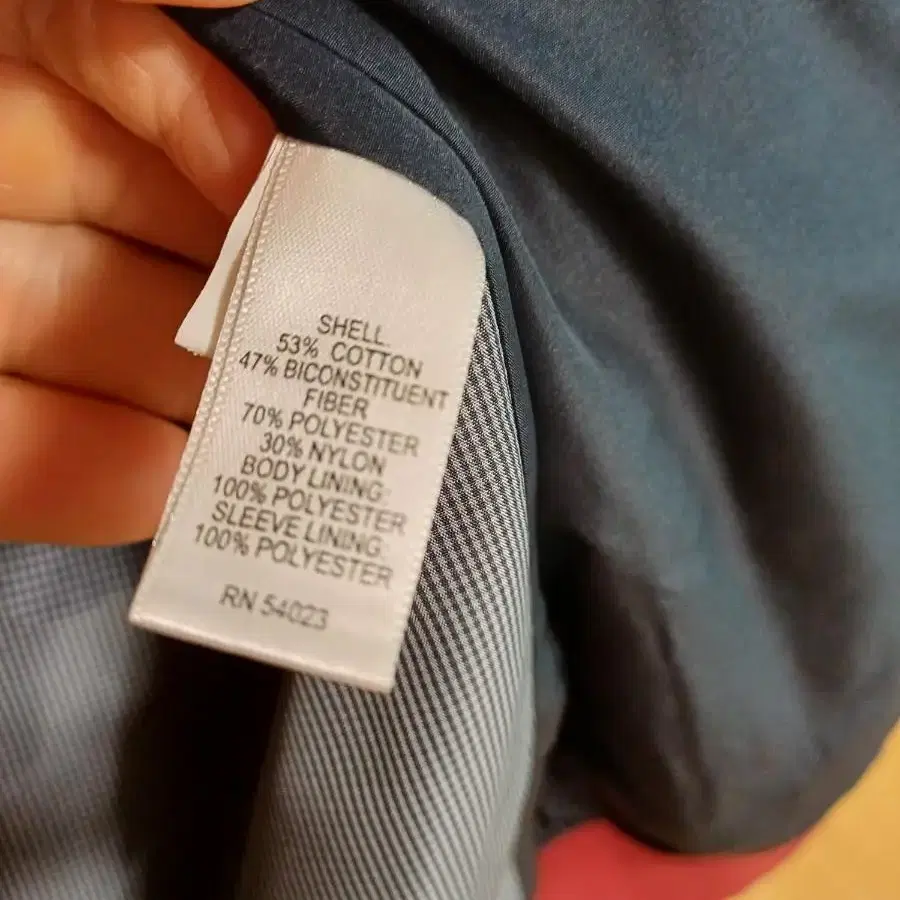 SHELL
53% COTTON
47% BICONSTITUENT
FIBER
70% POLYESTER
30% NYLON
BODY LINING:
100% POLYESTER
SLEEVE LINING:
100% POLYESTER
RN 54023